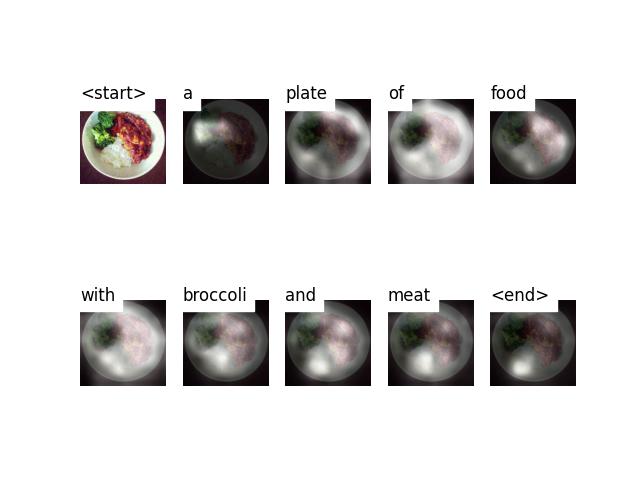 <start> a plate of food
with broccoli and meat <end>